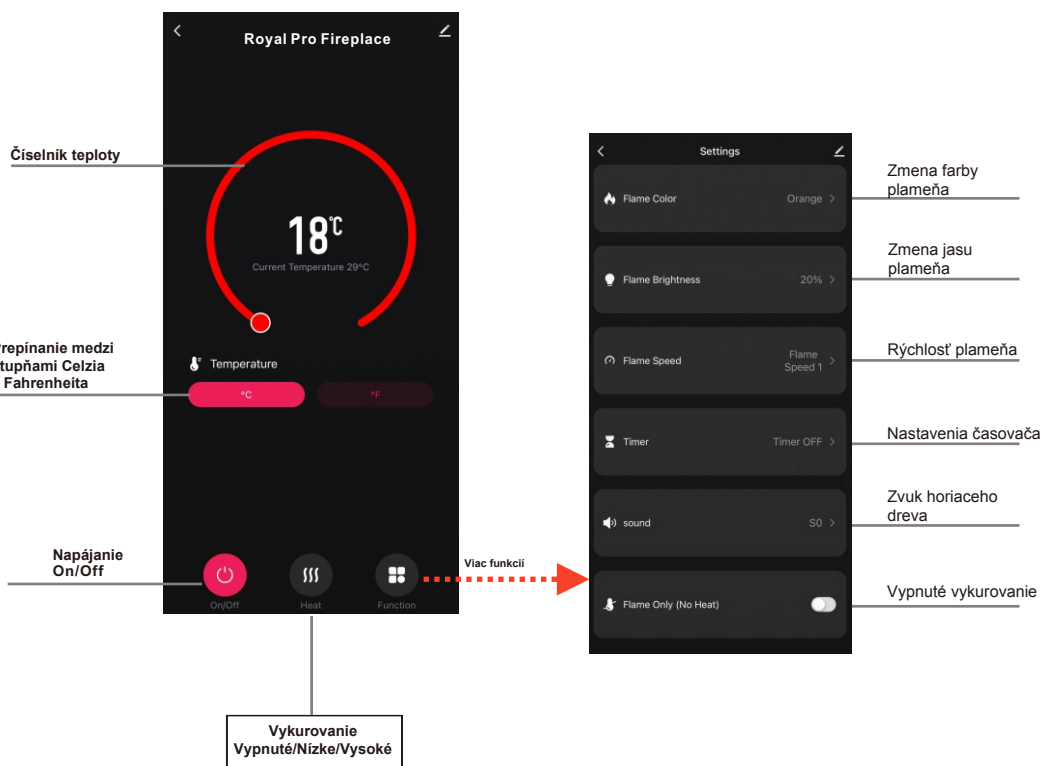 Royal Pro Fireplace
Číselník teploty
18°C
Current Temperature 29°C
repínanie medzi
tupňami Celzia
Fahrenheita
Temperature
°C
°F
Napájanie
On/Off
On/Off
Heat
Function
Viac funkcií
Vykurovanie
Vypnuté/Nízke/Vysoké
Settings
Flame Color
Orange
Zmena farby
plameňa
Flame Brightness
20%
Zmena jasu
plameňa
Flame Speed
Flame
Speed 1
Rýchlosť plameňa
Timer
Timer OFF
Nastavenia časovača
sound
S0
Zvuk horiaceho
dreva
Flame Only (No Heat)
Vypnuté vykurovanie